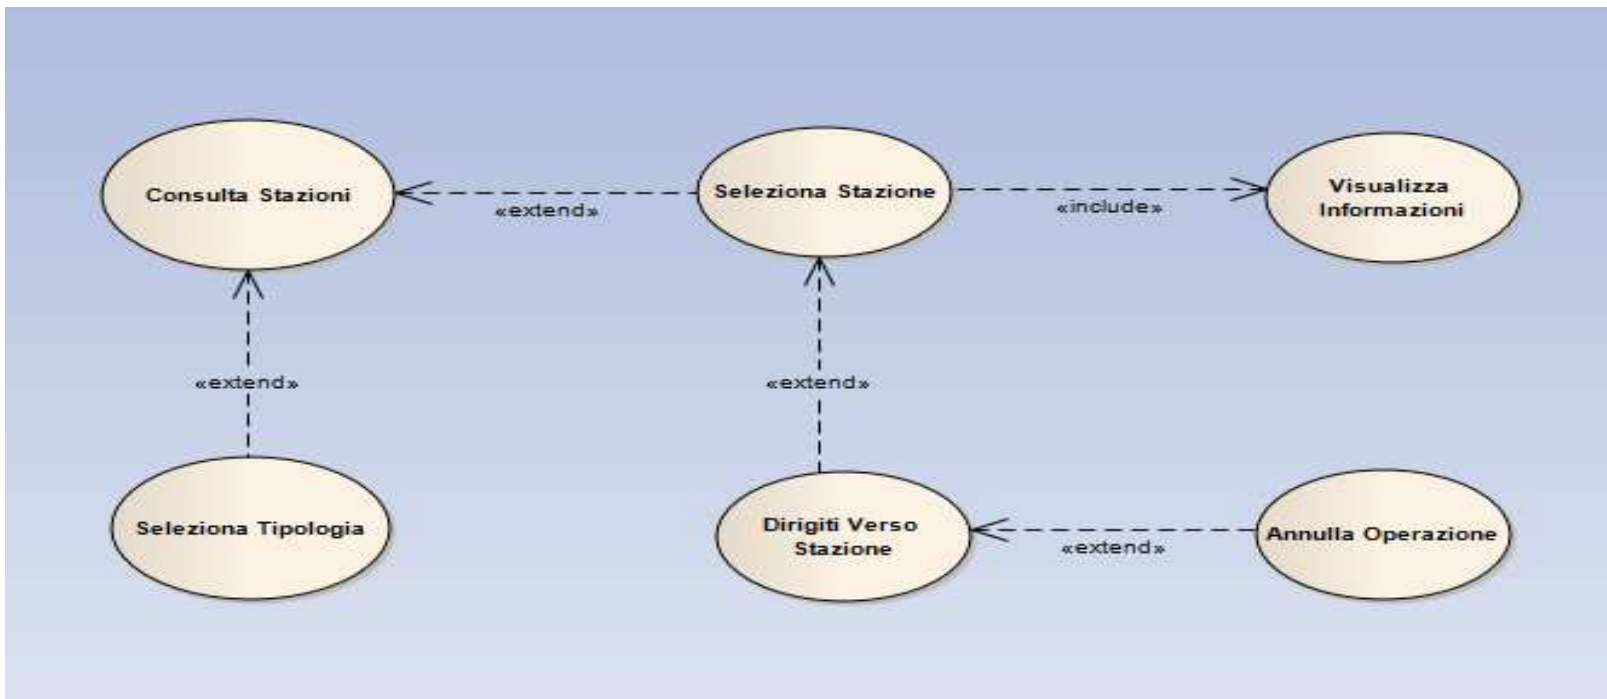 Consulta Stazioni
«extend»
Seleziona Stazione
«include»
Visualizza
Informazioni
«extend»
«extend»
Seleziona Tipologia
Dirigiti Verso
Stazione
«extend»
Annulla Operazione